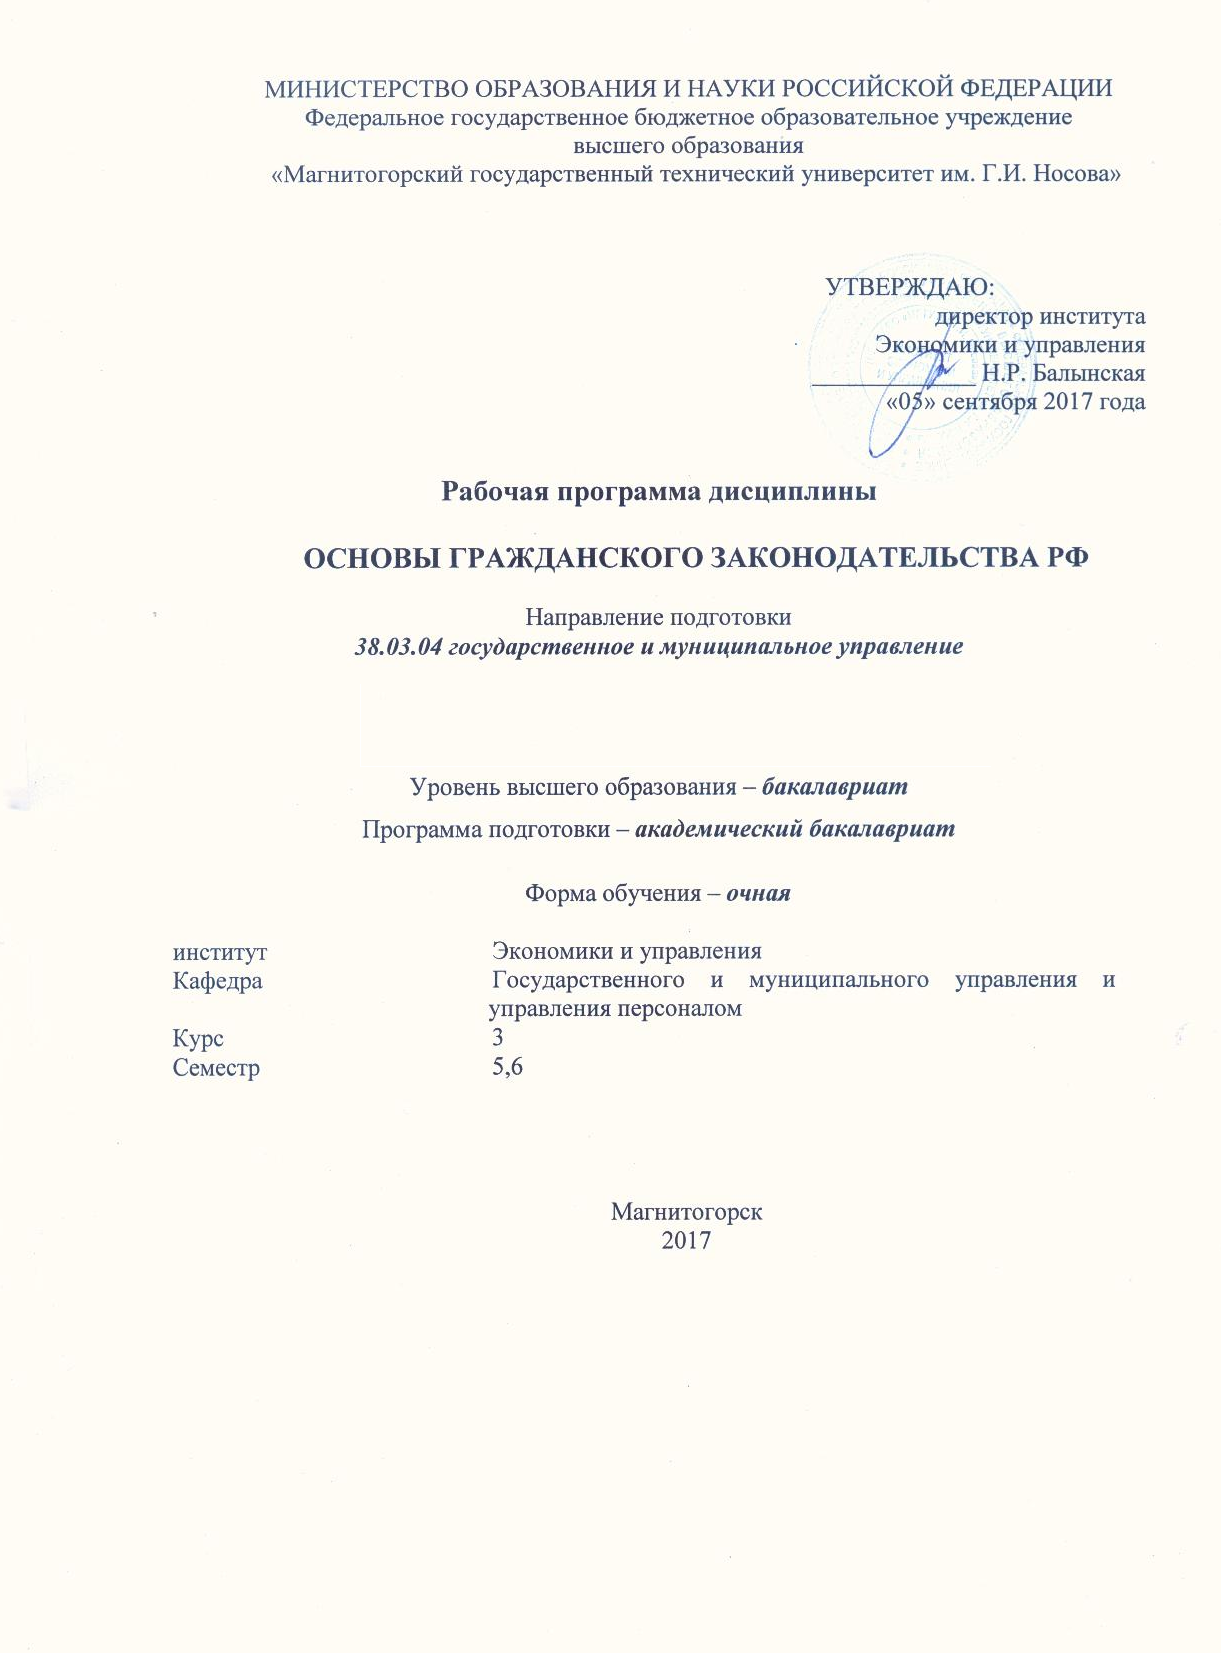 МИНИСТЕРСТВО ОБРАЗОВАНИЯ И НАУКИ РОССИЙСКОЙ ФЕДЕРАЦИИ
Федеральное государственное бюджетное образовательное учреждение
высшего образования
«Магнитогорский государственный технический университет им. Г.И. Носова»
УТВЕРЖДАЮ:
директор института
Экономики и управления
_____________ Н.Р. Балынская
«05» сентября 2017 года
Рабочая программа дисциплины
ОСНОВЫ ГРАЖДАНСКОГО ЗАКОНОДАТЕЛЬСТВА РФ
Направление подготовки
38.03.04 государственное и муниципальное управление
Уровень высшего образования – бакалавриат
Программа подготовки – академический бакалавриат
Форма обучения – очная
институт Экономики и управления
Кафедра Государственного и муниципального управления и
управления персоналом
Курс 3
Семестр 5,6
Магнитогорск
2017